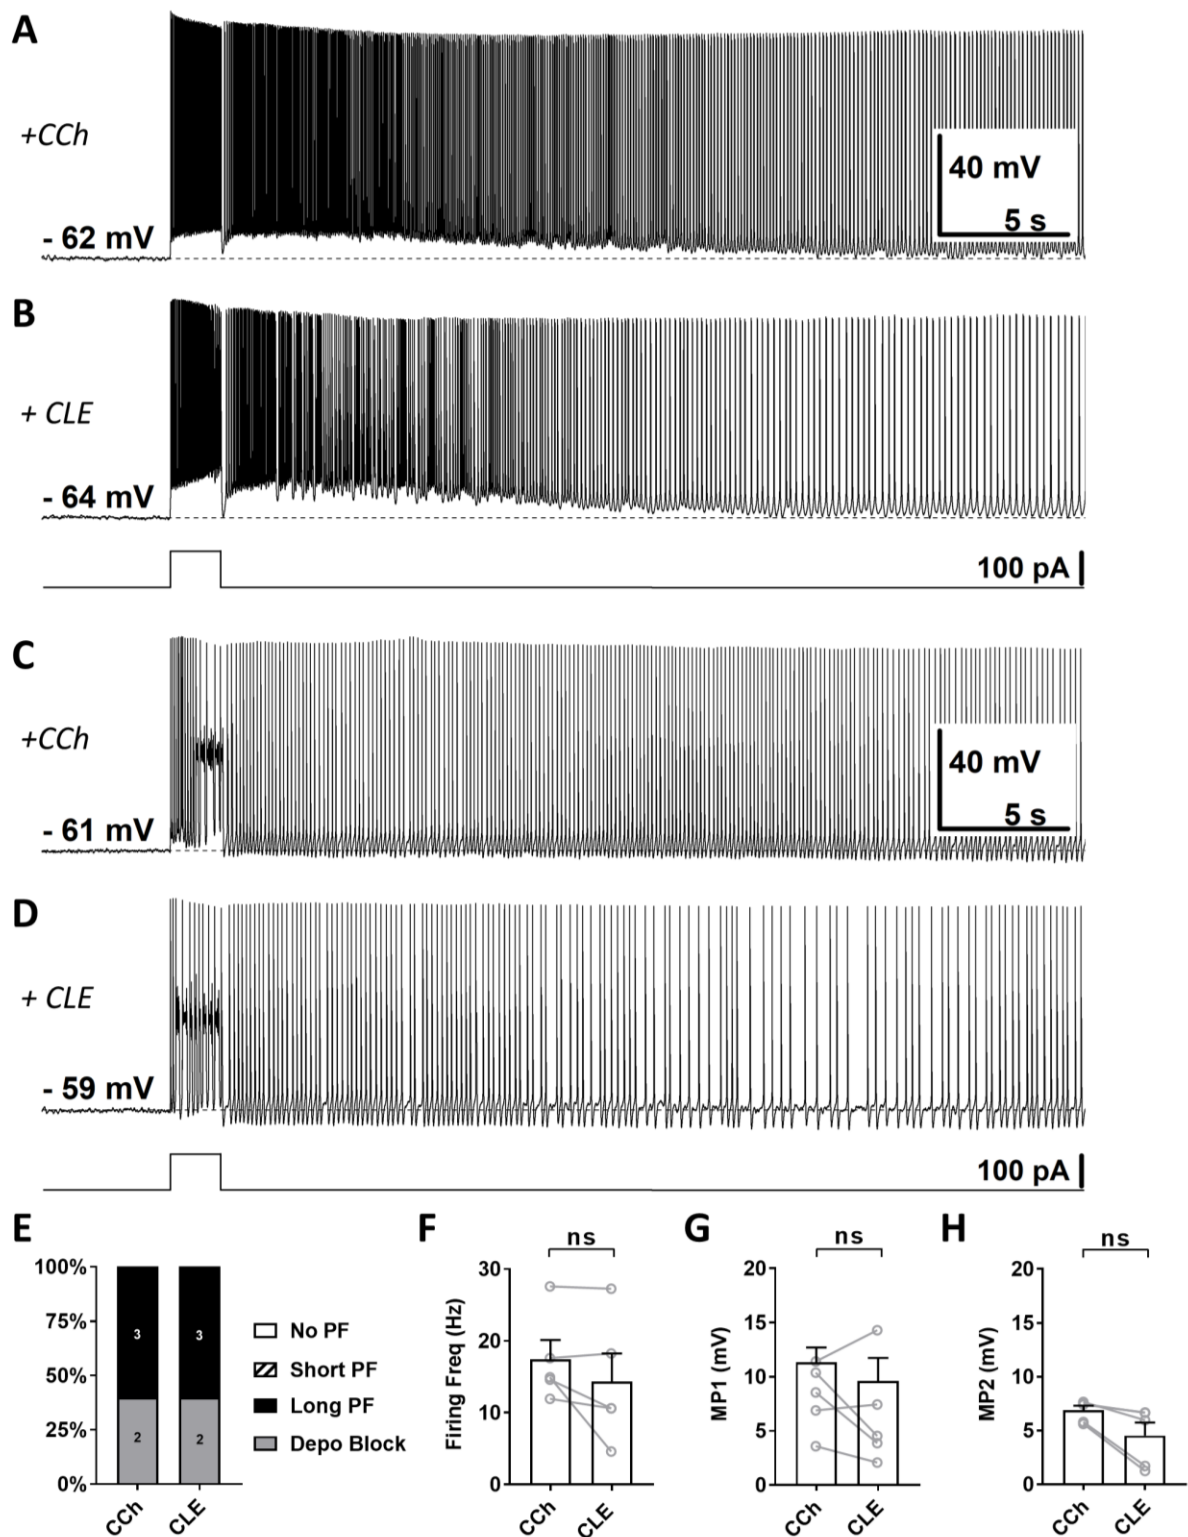 A
+CCh
40 mV
5 s
- 62 mV
B
+ CLE
- 64 mV
100 pA
C
+CCh
40 mV
5 s
- 61 mV
D
+ CLE
- 59 mV
100 pA
E
100%
75%
50%
25%
0%
3
3
2
2
CCh
CLE
No PF
Short PF
Long PF
Depo Block
F
ns
Firing Freq (Hz)
30
20
10
0
CCh
CLE
G
ns
MP1 (mV)
20
15
10
5
0
CCh
CLE
H
ns
MP2 (mV)
20
15
10
5
0
CCh
CLE